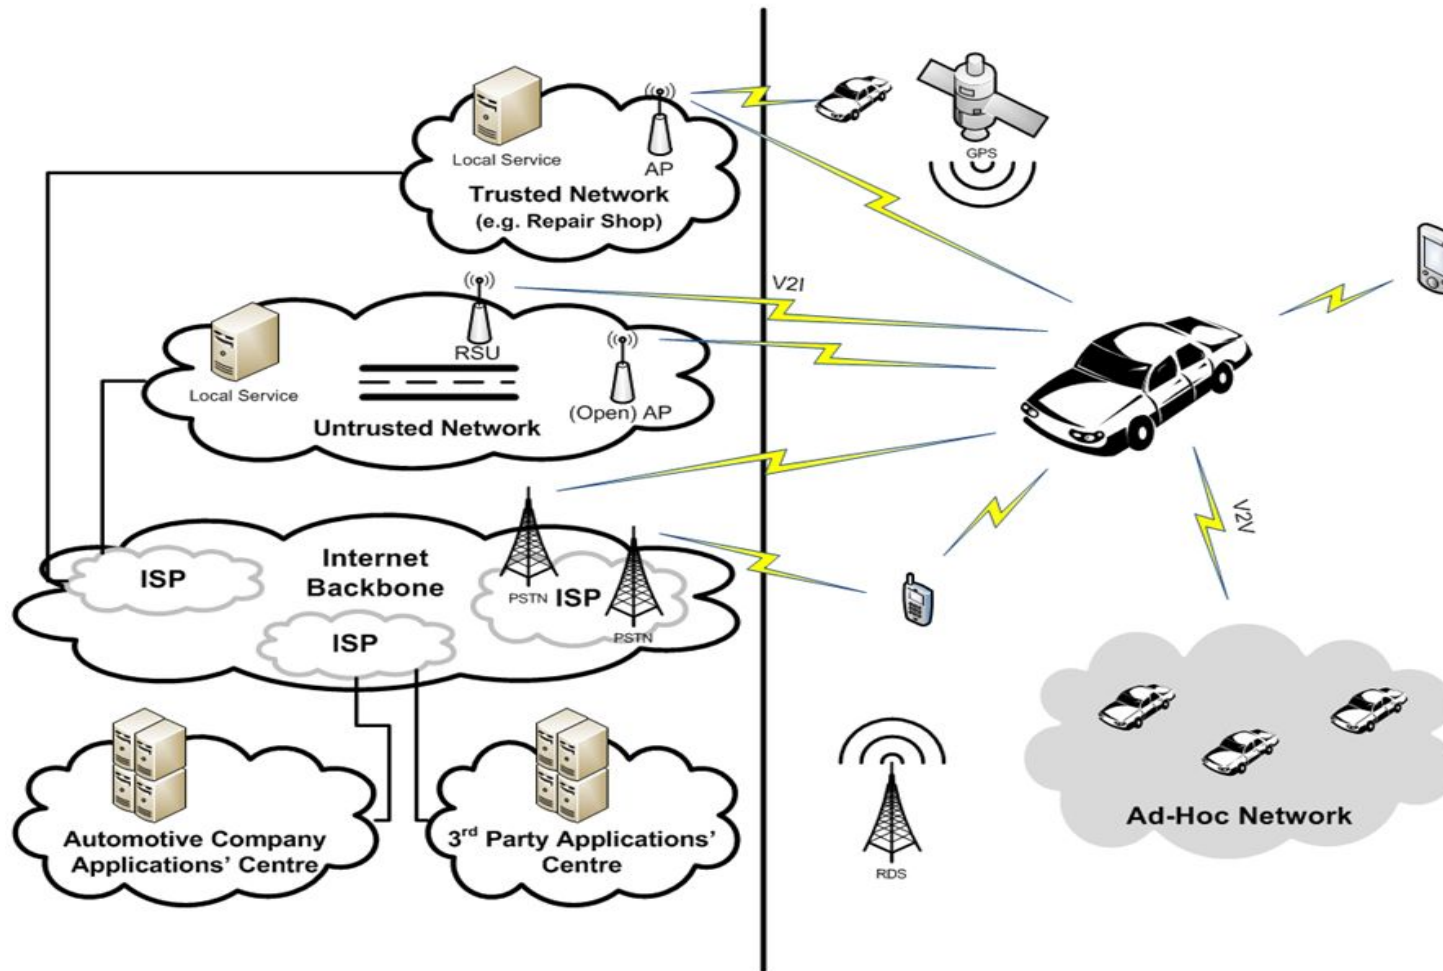 Local Service
AP
Trusted Network
(e.g. Repair Shop)
GPS
V2I
RSU
Local Service
(Open) AP
Untrusted Network
V2V
Internet
Backbone
ISP
PSTN
ISP
PSTN
ISP
Automotive Company
Applications' Centre
3rd Party Applications'
Centre
RDS
Ad-Hoc Network